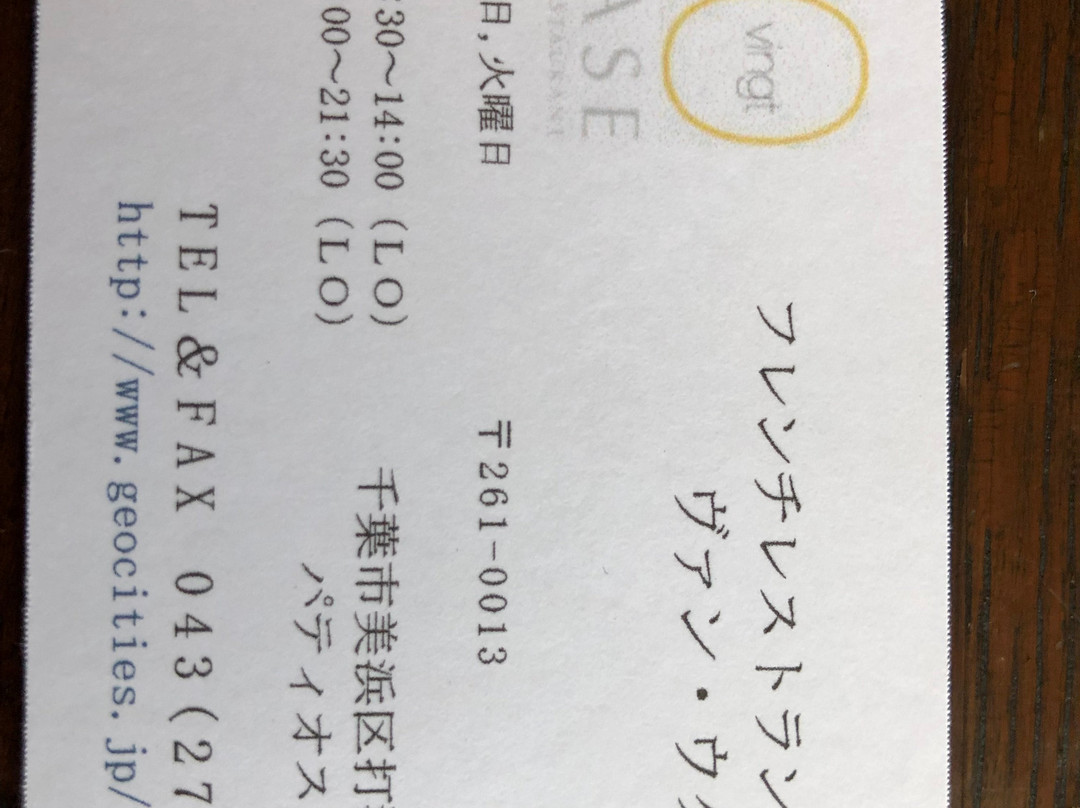 vingt
フレンチレストラン
ヴァン・ウ
ASE
日, 火曜日
〒261-0013
:30～14:00 (LO)
千葉市美浜区打
00～21:30 (LO)
パティオス
TEL&FAX 043(27
http://www.geocities.jp/